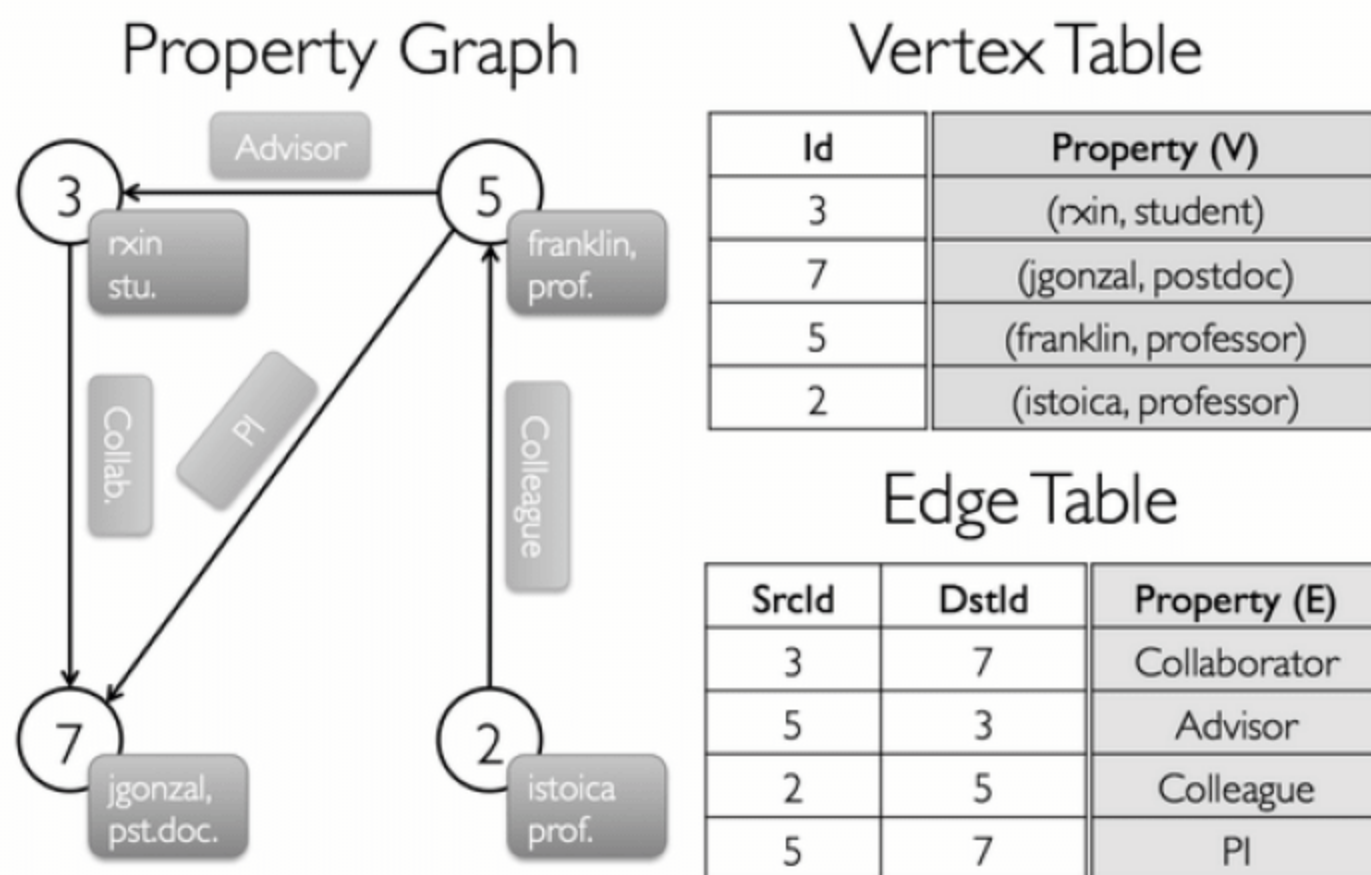 Property Graph
Advisor
3
rxin
stu.
5
franklin,
prof.
Collab.
PI
Colleague
7
jgonzal,
pst.doc.
2
istoica
prof.
Vertex Table
Id Property (V)
3 (rxin, student)
7 (jgonzal, postdoc)
5 (franklin, professor)
2 (istoica, professor)
Edge Table
SrcId DstId Property (E)
3 7 Collaborator
5 3 Advisor
2 5 Colleague
5 7 PI